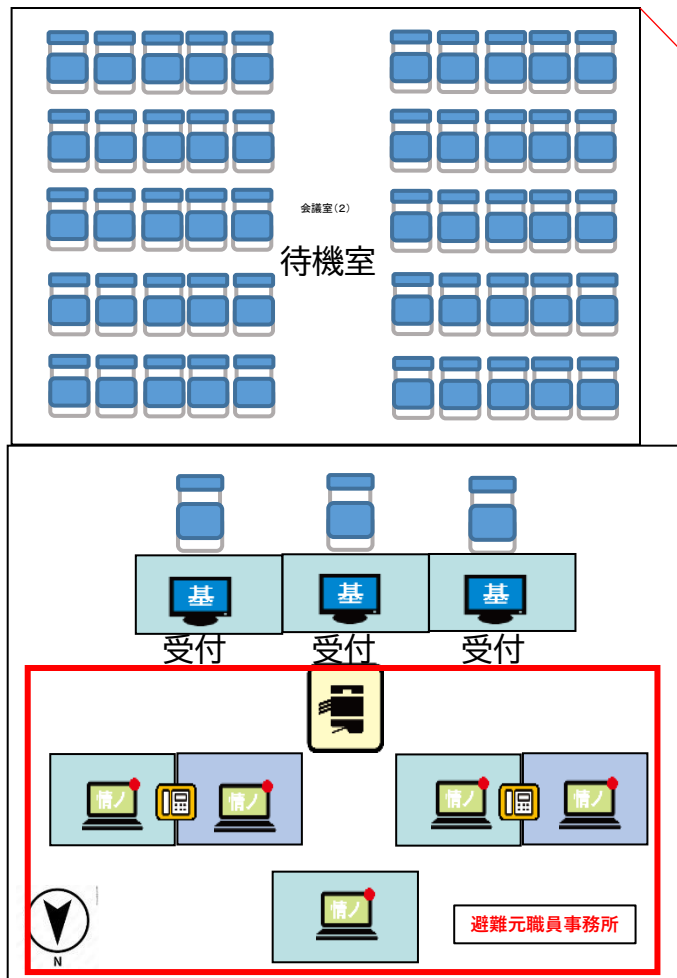 会議室(2)
待機室
基 基 基
受付 受付 受付
情ノ 情ノ 情ノ 情ノ
情ノ
避難元職員事務所
N